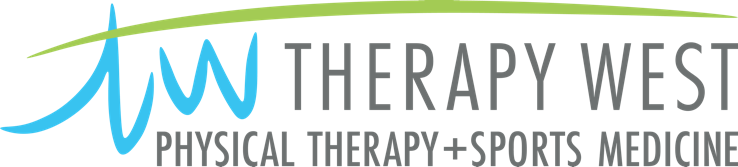 tw THERAPY WEST
PHYSICAL THERAPY+SPORTS MEDICINE